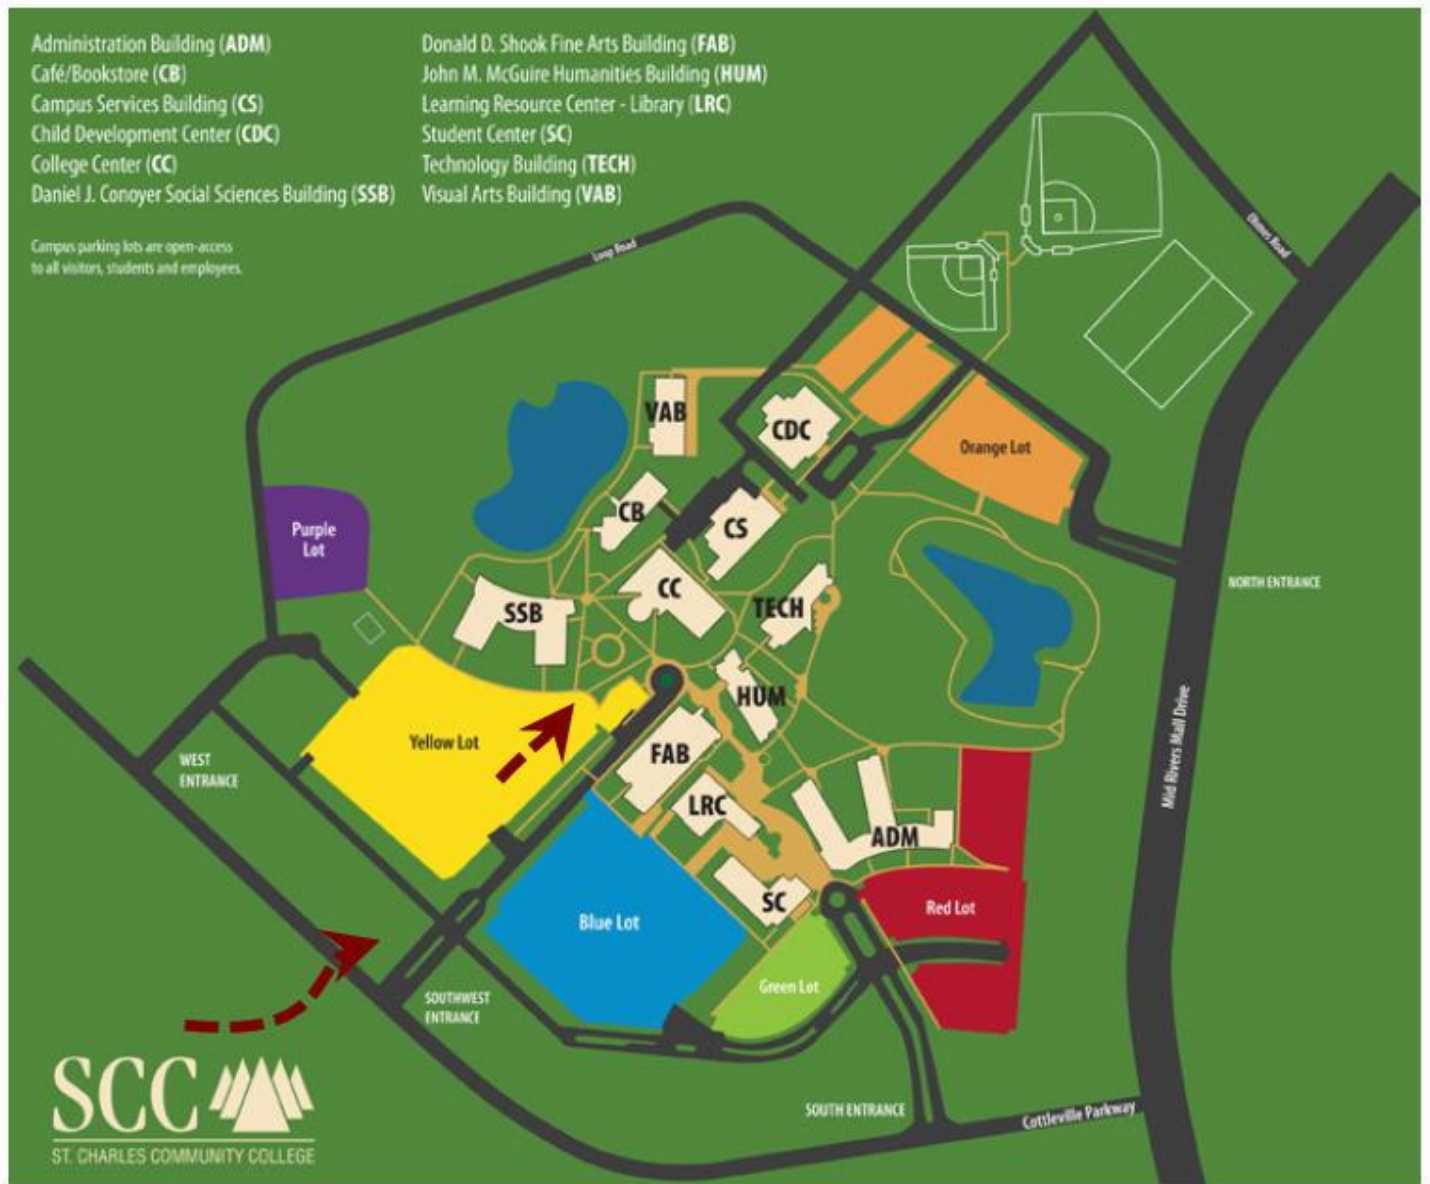 Administration Building (ADM)
Café/Bookstore (CB)
Campus Services Building (CS)
Child Development Center (CDC)
College Center (CC)
Daniel J. Conoyer Social Sciences Building (SSB)
Donald D. Shook Fine Arts Building (FAB)
John M. McGuire Humanities Building (HUM)
Learning Resource Center - Library (LRC)
Student Center (SC)
Technology Building (TECH)
Visual Arts Building (VAB)
Campus parking lots are open-access
to all visitors, students and employees.
Loop Road
Ohmes Road
VAB
CDC
Orange Lot
CB
CS
Purple
Lot
CC
NORTH ENTRANCE
SSB
TECH
HUM
Mid Rivers Mall Drive
Yellow Lot
FAB
WEST
ENTRANCE
LRC
ADM
SC
Red Lot
Blue Lot
Green Lot
SOUTHWEST
ENTRANCE
SOUTH ENTRANCE
Cottleville Parkway
SCC
ST. CHARLES COMMUNITY COLLEGE